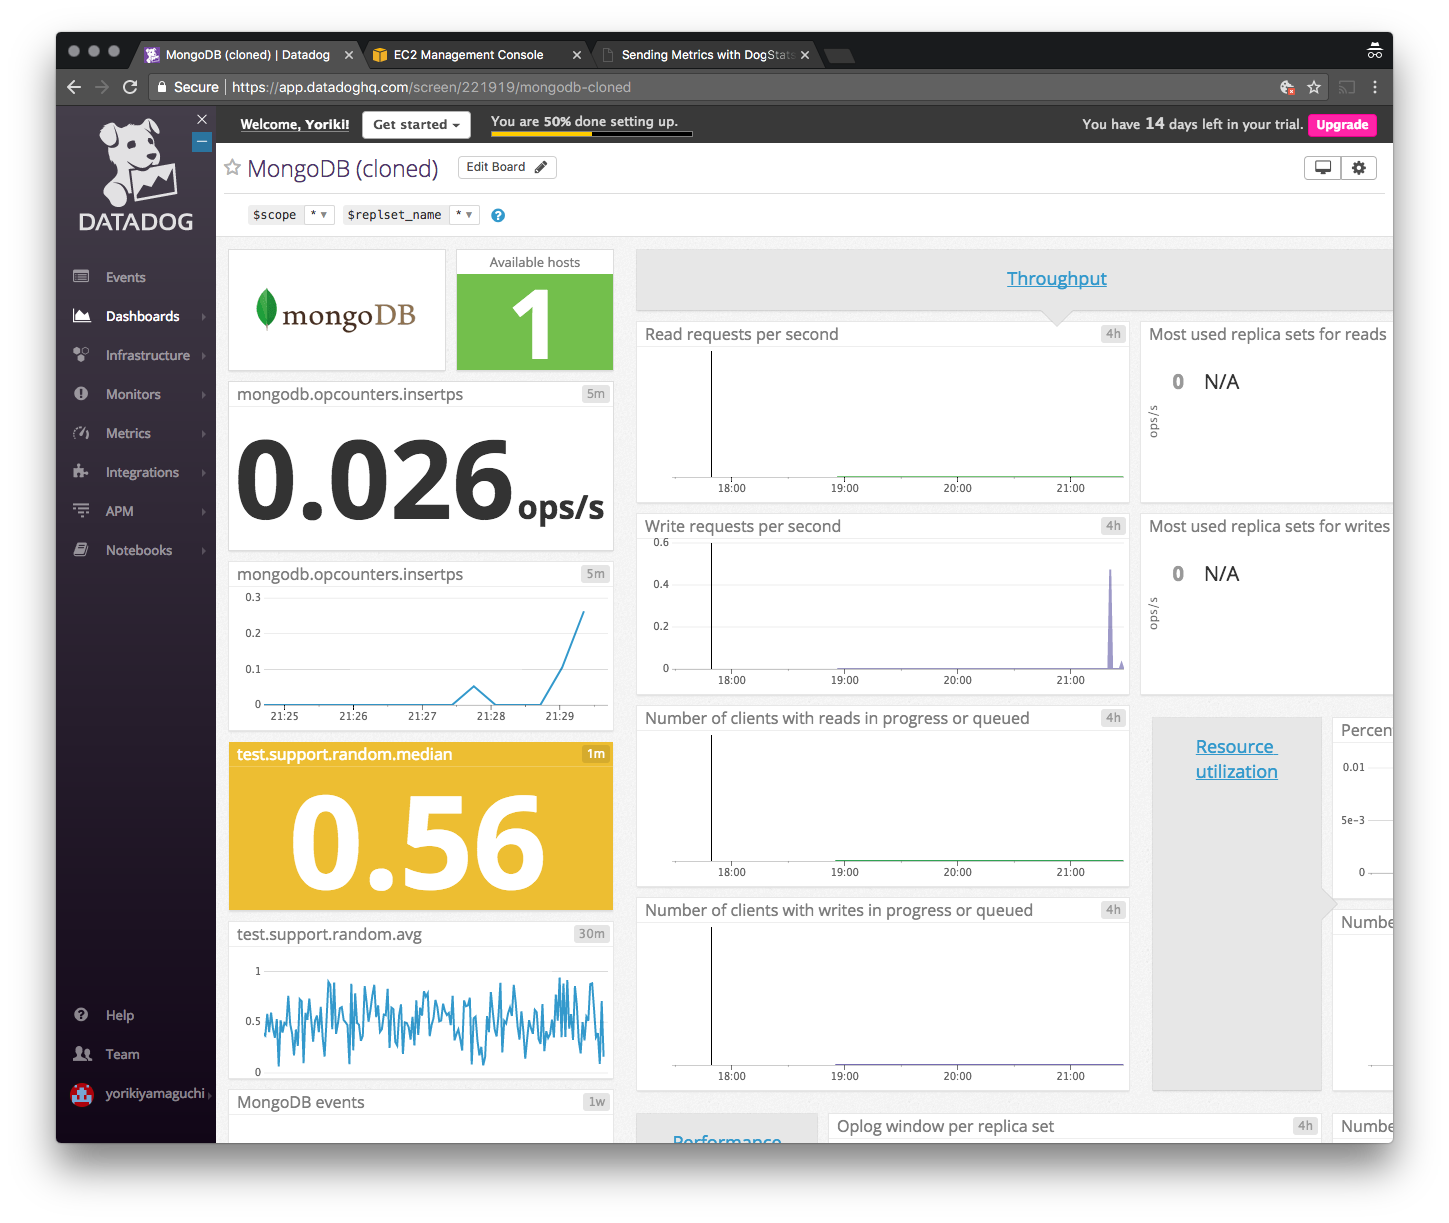 MongoDB (cloned) | Datadog
EC2 Management Console
Sending Metrics with DogStats
Secure | https://app.datadoghq.com/screen/221919/mongodb-cloned
Welcome, Yoriki!
Get started
You are 50% done setting up.
You have 14 days left in your trial.
Upgrade
DATADOG
Events
Dashboards
Infrastructure
Monitors
Metrics
Integrations
APM
Notebooks
Help
Team
yorikiyamaguchi
MongoDB (cloned)
Edit Board
$scope * $replset_name * ?
mongoDB
Available hosts
1
mongodb.opcounters.insertps 5m
0.026 ops/s
mongodb.opcounters.insertps 5m
0.3
0.2
0.1
0
21:25 21:26 21:27 21:28 21:29
test.support.random.median 1m
0.56
test.support.random.avg 30m
1
0.5
0
MongoDB events 1w
Throughput
Read requests per second 4h
18:00 19:00 20:00 21:00
Most used replica sets for reads
0 N/A
ops/s
Write requests per second 4h
0.6
0.4
0.2
0
18:00 19:00 20:00 21:00
Most used replica sets for writes
0 N/A
ops/s
Number of clients with reads in progress or queued 4h
18:00 19:00 20:00 21:00
Resource
utilization
Percen
0.01
5e-3
0
Number of clients with writes in progress or queued 4h
18:00 19:00 20:00 21:00
Numbe
Performance
Oplog window per replica set 4h
Numbe